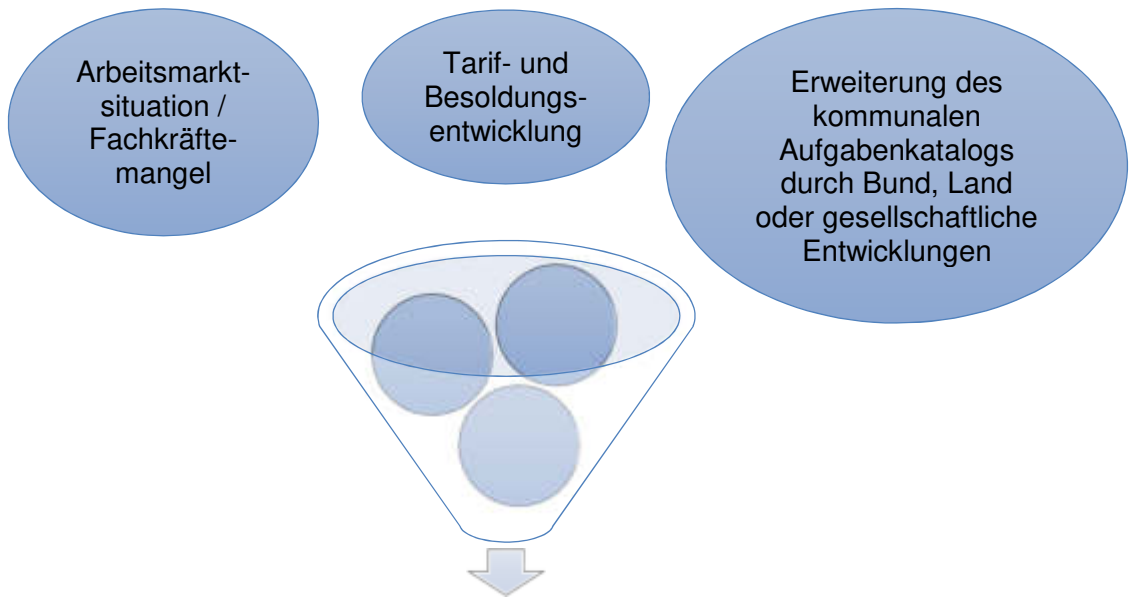 Arbeitsmarkt-
situation /
Fachkräfte-
mangel
Tarif- und
Besoldungs-
entwicklung
Erweiterung des
kommunalen
Aufgabenkatalogs
durch Bund, Land
oder gesellschaftliche
Entwicklungen